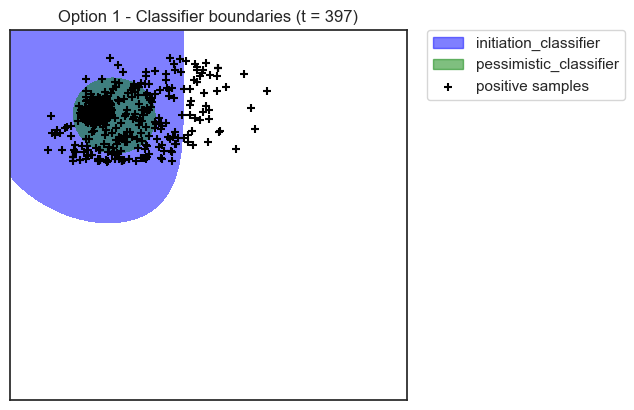 Option 1 - Classifier boundaries (t = 397)
initiation_classifier
pessimistic_classifier
positive samples